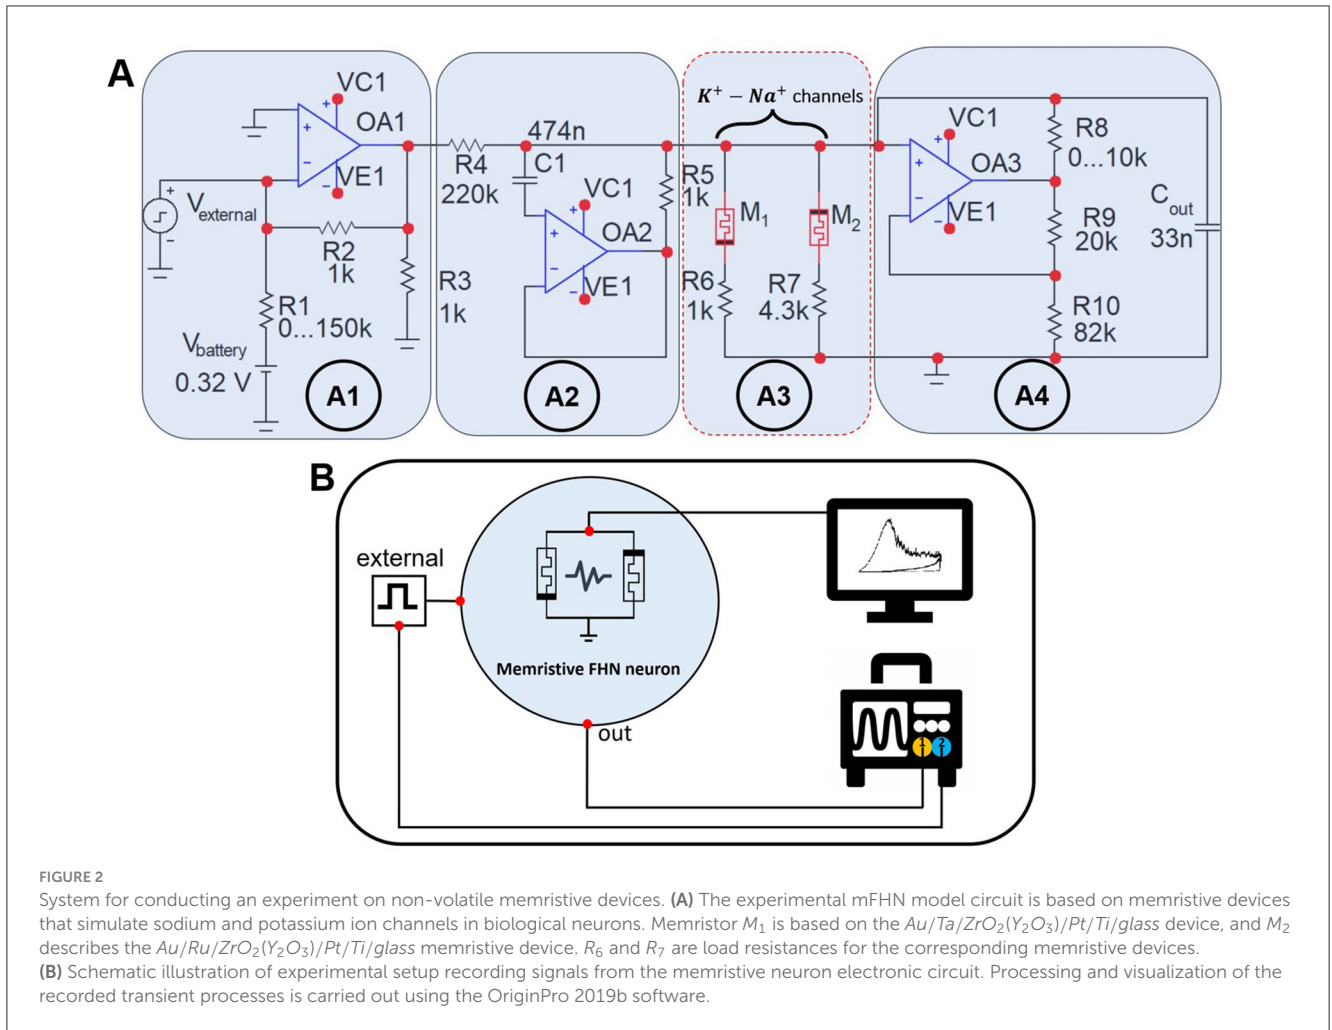 A
K⁺ − Na⁺ channels
VC1
OA1
VE1
V_external
R2
1k
R1
0...150k
V_battery
0.32 V
R3
1k
A1
474n
R4
220k
C1
VC1
OA2
VE1
R5
1k
A2
M₁
M₂
R6
1k
R7
4.3k
A3
VC1
OA3
VE1
R8
0...10k
R9
20k
R10
82k
C_out
33n
A4
B
external
Memristive FHN neuron
out
1 2
FIGURE 2
System for conducting an experiment on non-volatile memristive devices. (A) The experimental mFHN model circuit is based on memristive devices
that simulate sodium and potassium ion channels in biological neurons. Memristor M₁ is based on the Au/Ta/ZrO₂(Y₂O₃)/Pt/Ti/glass device, and M₂
describes the Au/Ru/ZrO₂(Y₂O₃)/Pt/Ti/glass memristive device. R₆ and R₇ are load resistances for the corresponding memristive devices.
(B) Schematic illustration of experimental setup recording signals from the memristive neuron electronic circuit. Processing and visualization of the
recorded transient processes is carried out using the OriginPro 2019b software.